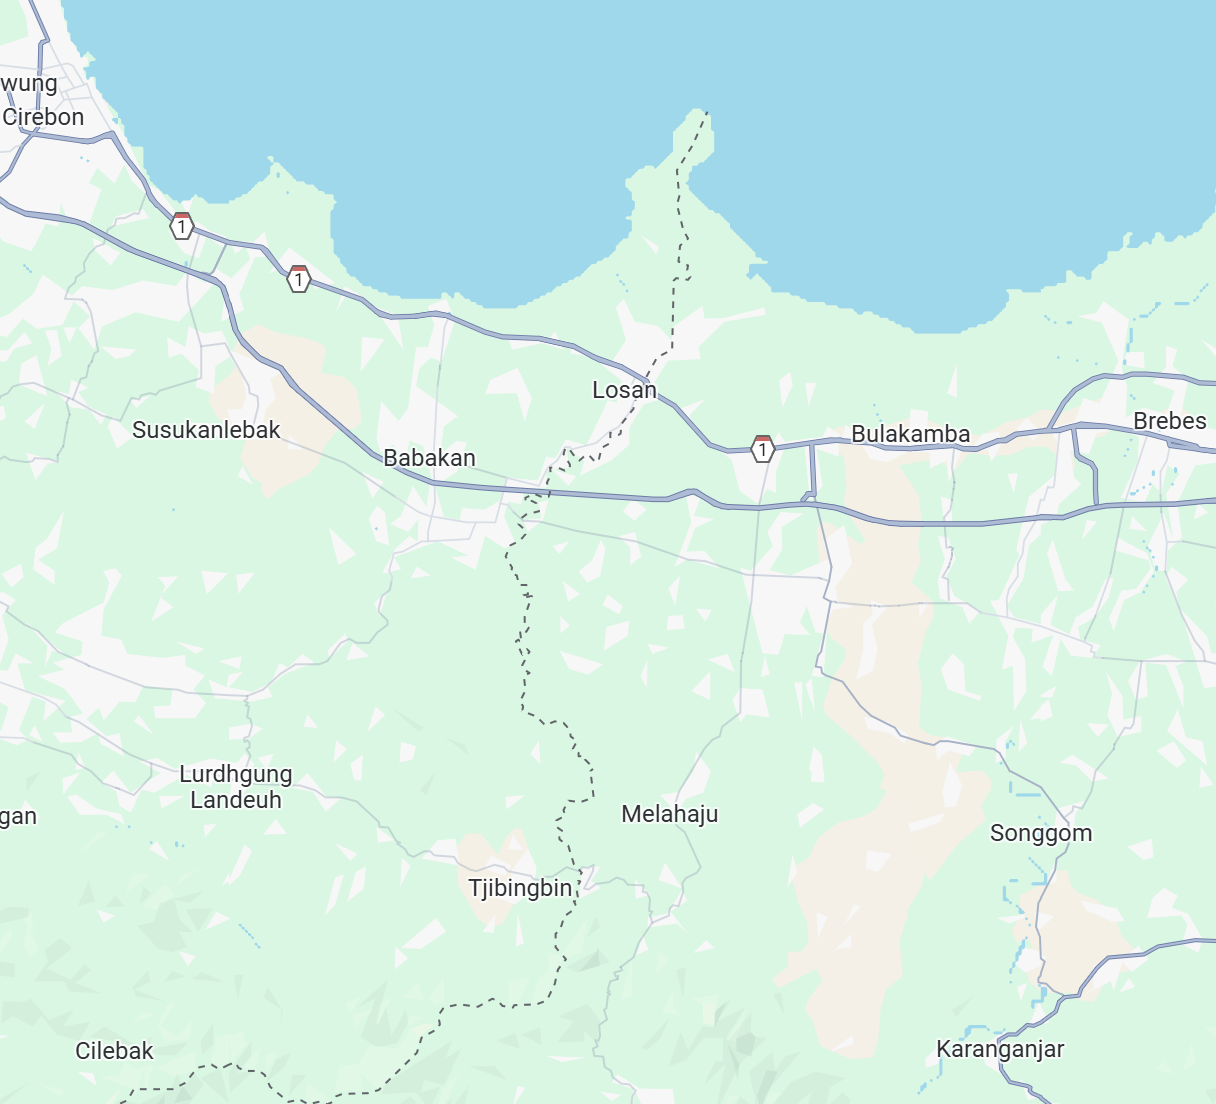 wung
Cirebon
1
1
Losan
Susukanlebak
Brebes
Bulakamba
1
Babakan
Lurdhgung
Landeuh
gan
Melahaju
Songgom
Tjibingbin
Cilebak
Karanganjar